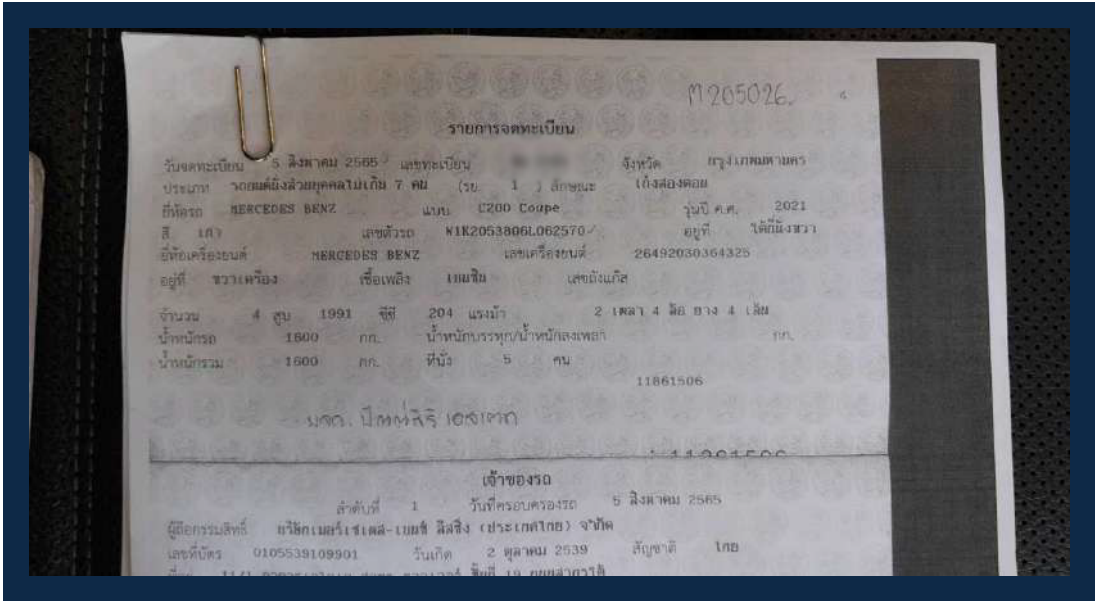 M205026.
รายการจดทะเบียน
วันจดทะเบียน 5 สิงหาคม 2565 เลขทะเบียน จังหวัด กรุงเทพมหานคร
ประเภท รถยนต์นั่งส่วนบุคคลไม่เกิน 7 คน (รย. 1 ) ลักษณะ เก๋งสองตอน
ยี่ห้อรถ MERCEDES BENZ แบบ C200 Coupe รุ่นปี ค.ศ. 2021
สี เทา เลขตัวรถ W1K2053806L062570 อยู่ที่ ใต้ที่นั่งขวา
ยี่ห้อเครื่องยนต์ MERCEDES BENZ เลขเครื่องยนต์ 26492030364325
อยู่ที่ ขวาเครื่อง เชื้อเพลิง เบนซิน เลขถังแก๊ส
จำนวน 4 สูบ 1991 ซีซี 204 แรงม้า 2 เพลา 4 ล้อ ยาง 4 เส้น
น้ำหนักรถ 1600 กก. น้ำหนักบรรทุก/น้ำหนักลงเพลา กก.
น้ำหนักรวม 1600 กก. ที่นั่ง 5 คน
11861506
เจ้าของรถ
ลำดับที่ 1 วันที่ครอบครองรถ 5 สิงหาคม 2565
ผู้ถือกรรมสิทธิ์ บริษัทเมอร์เซเดส-เบนซ์ ลีสซิ่ง (ประเทศไทย) จำกัด
เลขที่บัตร 0105539109901 วันเกิด 2 ตุลาคม 2539 สัญชาติ ไทย
ชั้นที่ 19 ถนนสาทรใต้